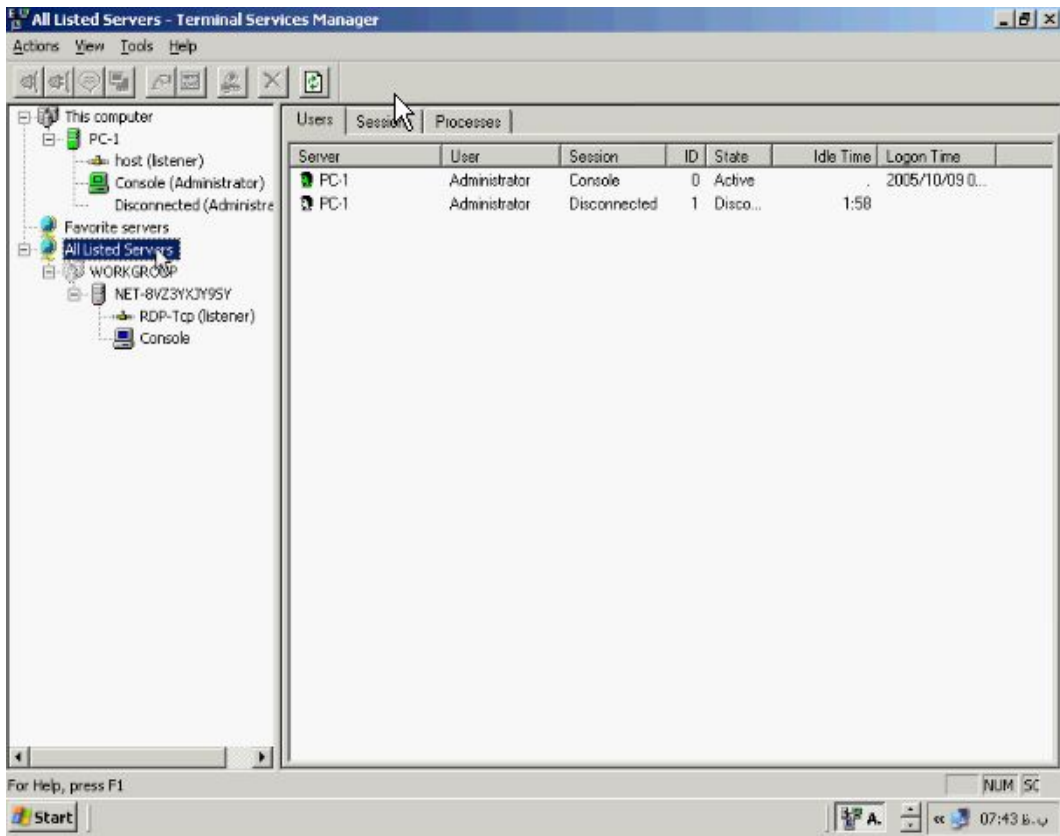 All Listed Servers - Terminal Services Manager
Actions View Tools Help
This computer
PC-1
host (listener)
Console (Administrator)
Disconnected (Administre
Favorite servers
All Listed Servers
WORKGROUP
NET-8VZ3YXJY9SY
RDP-Tcp (listener)
Console
Users Sessions Processes
Server User Session ID State Idle Time Logon Time
PC-1 Administrator Console 0 Active . 2005/10/09 0...
PC-1 Administrator Disconnected 1 Disco... 1:58
For Help, press F1
NUM SC
Start
A.
« 07:43 ب.ظ